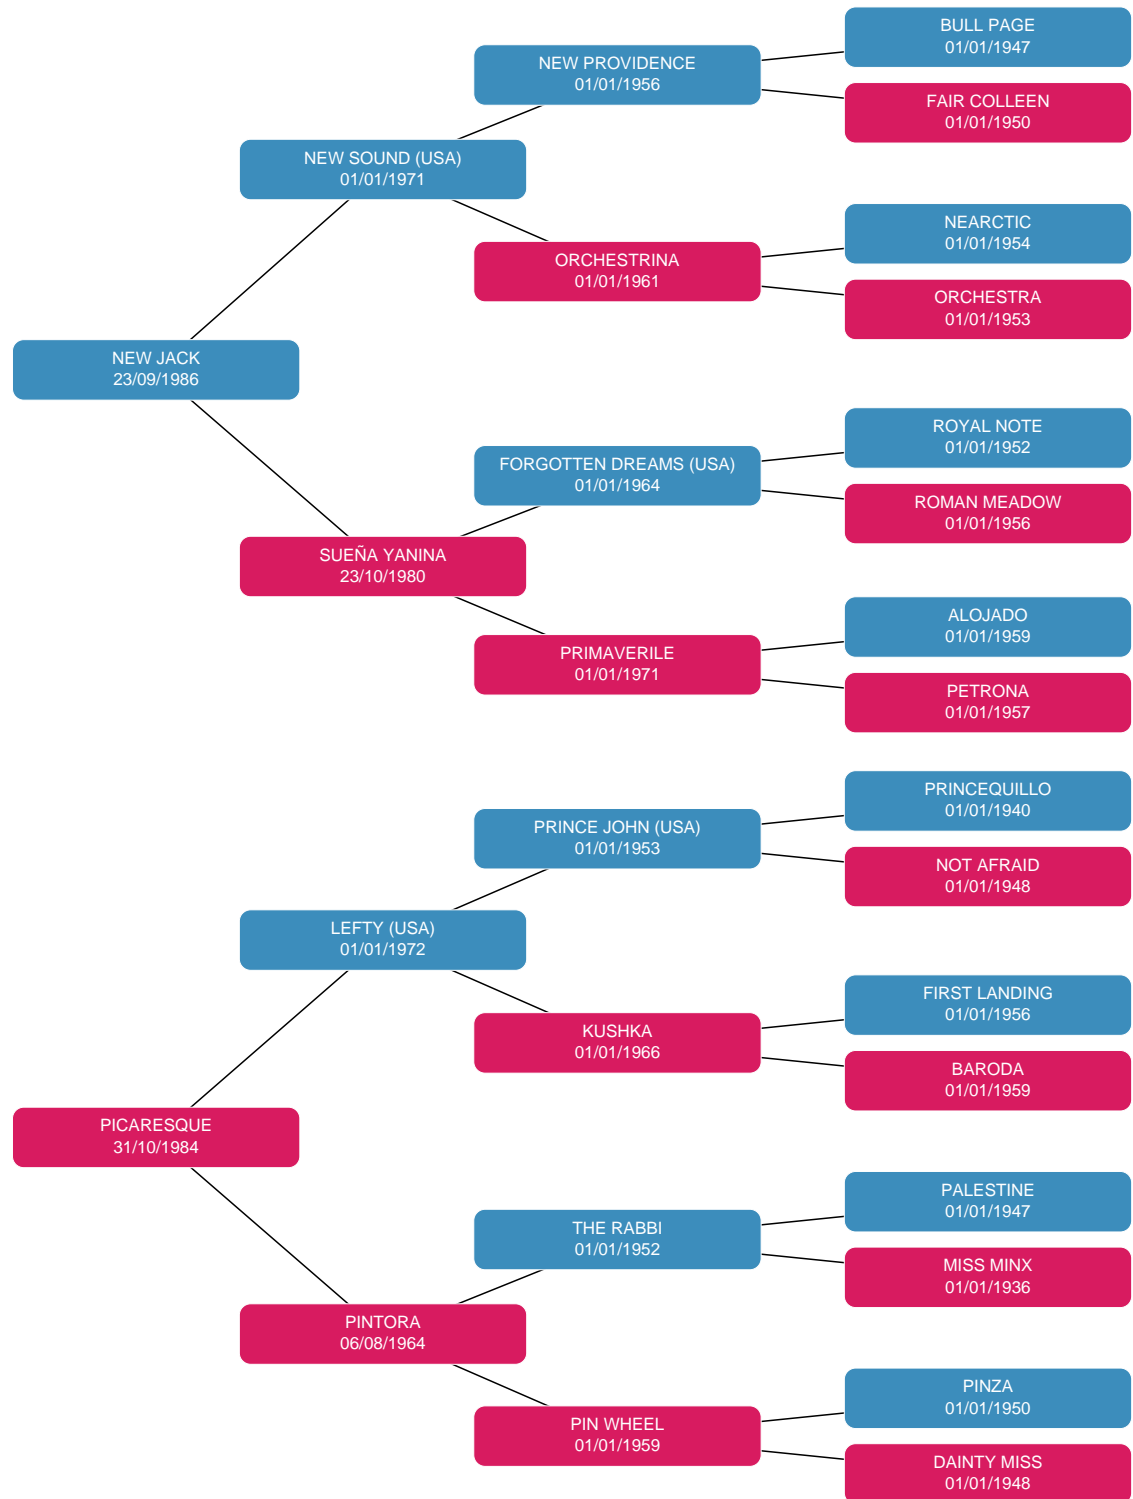 BULL PAGE
01/01/1947
NEW PROVIDENCE
01/01/1956
FAIR COLLEEN
01/01/1950
NEW SOUND (USA)
01/01/1971
NEARCTIC
01/01/1954
ORCHESTRINA
01/01/1961
ORCHESTRA
01/01/1953
NEW JACK
23/09/1986
ROYAL NOTE
01/01/1952
FORGOTTEN DREAMS (USA)
01/01/1964
ROMAN MEADOW
01/01/1956
SUEÑA YANINA
23/10/1980
ALOJADO
01/01/1959
PRIMAVERILE
01/01/1971
PETRONA
01/01/1957
PRINCEQUILLO
01/01/1940
PRINCE JOHN (USA)
01/01/1953
NOT AFRAID
01/01/1948
LEFTY (USA)
01/01/1972
FIRST LANDING
01/01/1956
KUSHKA
01/01/1966
BARODA
01/01/1959
PICARESQUE
31/10/1984
PALESTINE
01/01/1947
THE RABBI
01/01/1952
MISS MINX
01/01/1936
PINTORA
06/08/1964
PINZA
01/01/1950
PIN WHEEL
01/01/1959
DAINTY MISS
01/01/1948